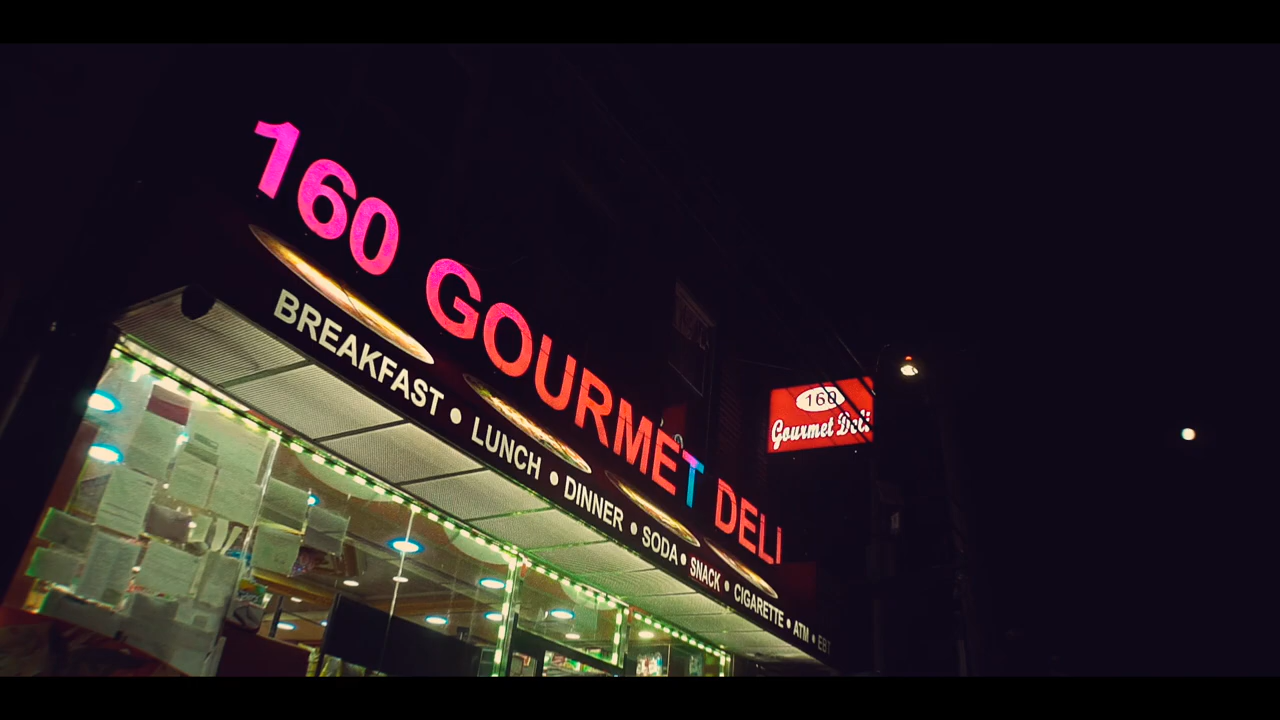 160 GOURMET DELI
BREAKFAST • LUNCH • DINNER • SODA • SNACK • CIGARETTE • ATM • EBT
160
Gourmet Deli